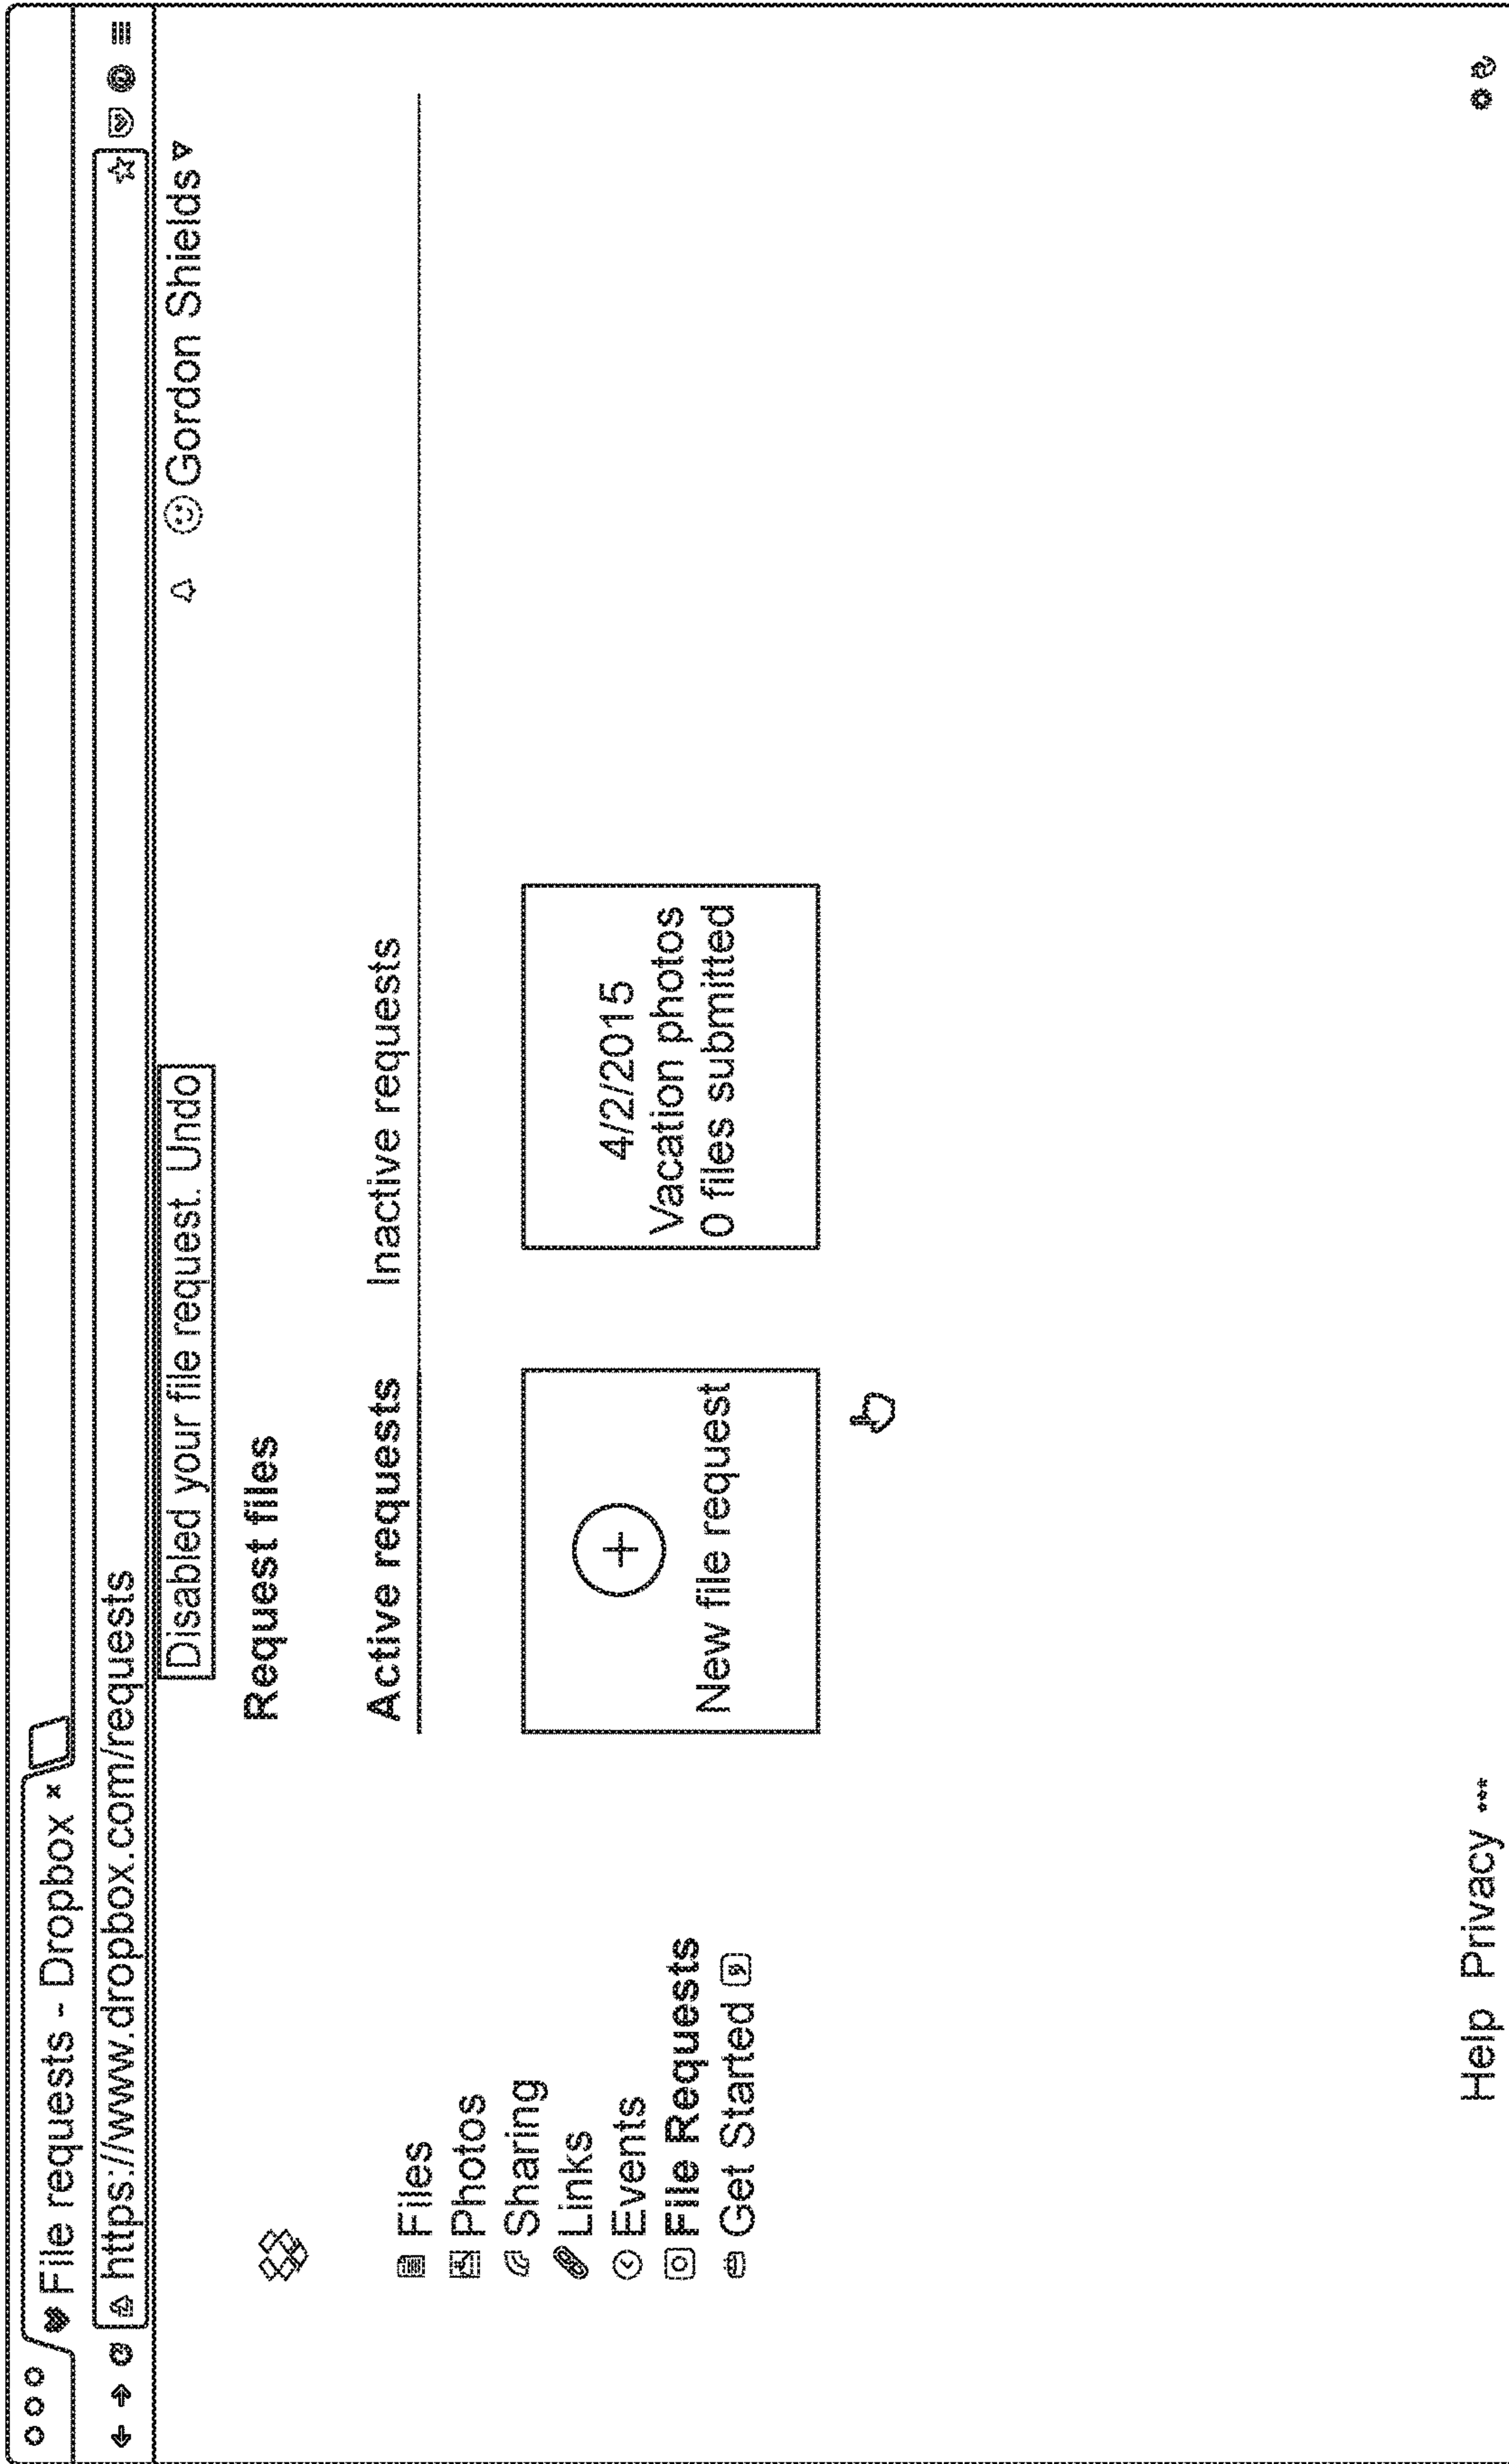 File requests - Dropbox
https://www.dropbox.com/requests
Disabled your file request. Undo
Gordon Shields
Request files
Active requests
Inactive requests
Files
Photos
Sharing
Links
Events
File Requests
Get Started
New file request
4/2/2015
Vacation photos
0 files submitted
Help Privacy